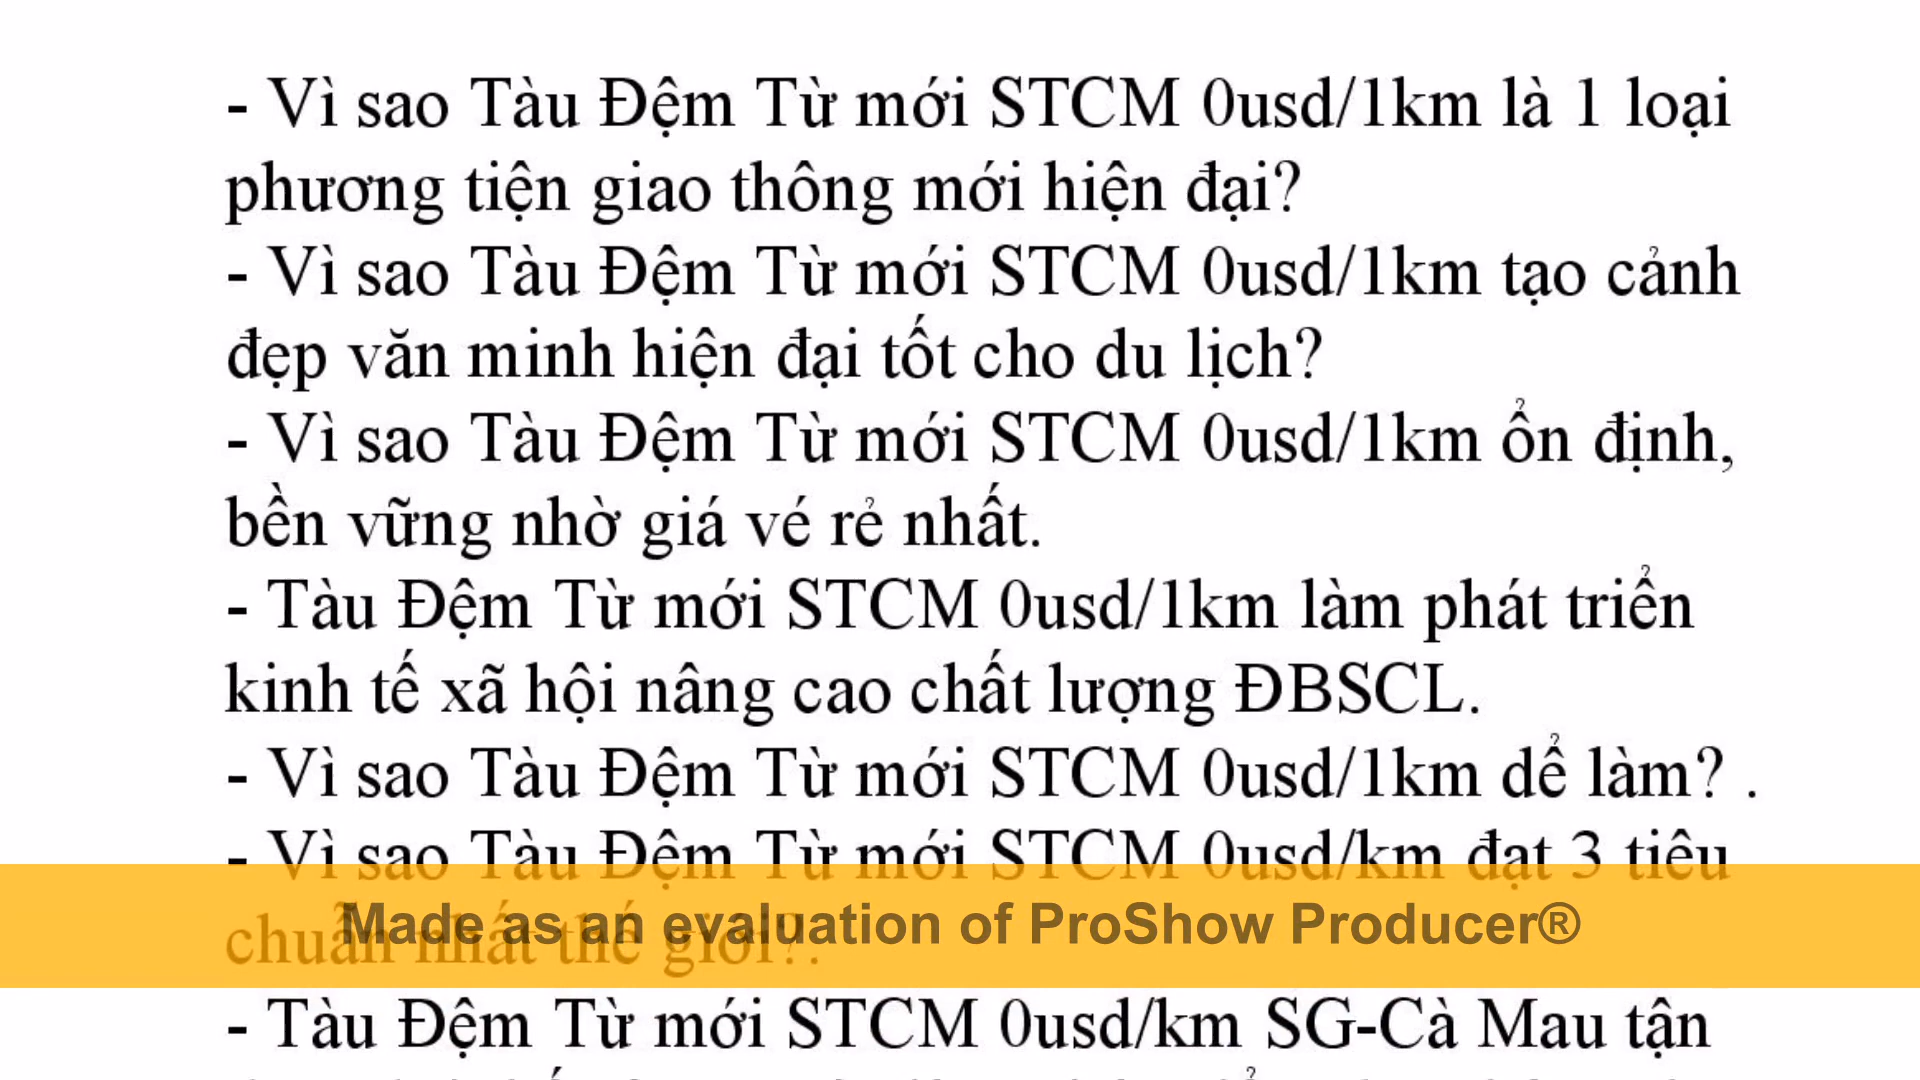 - Vì sao Tàu Đệm Từ mới STCM 0usd/1km là 1 loại
phương tiện giao thông mới hiện đại?
- Vì sao Tàu Đệm Từ mới STCM 0usd/1km tạo cảnh
đẹp văn minh hiện đại tốt cho du lịch?
- Vì sao Tàu Đệm Từ mới STCM 0usd/1km ổn định,
bền vững nhờ giá vé rẻ nhất.
- Tàu Đệm Từ mới STCM 0usd/1km làm phát triển
kinh tế xã hội nâng cao chất lượng ĐBSCL.
- Vì sao Tàu Đệm Từ mới STCM 0usd/1km dể làm? .
- Vì sao Tàu Đệm Từ mới STCM 0usd/km đạt 3 tiêu
chuẩn nhất thế giới?.
Made as an evaluation of ProShow Producer®
- Tàu Đệm Từ mới STCM 0usd/km SG-Cà Mau tận